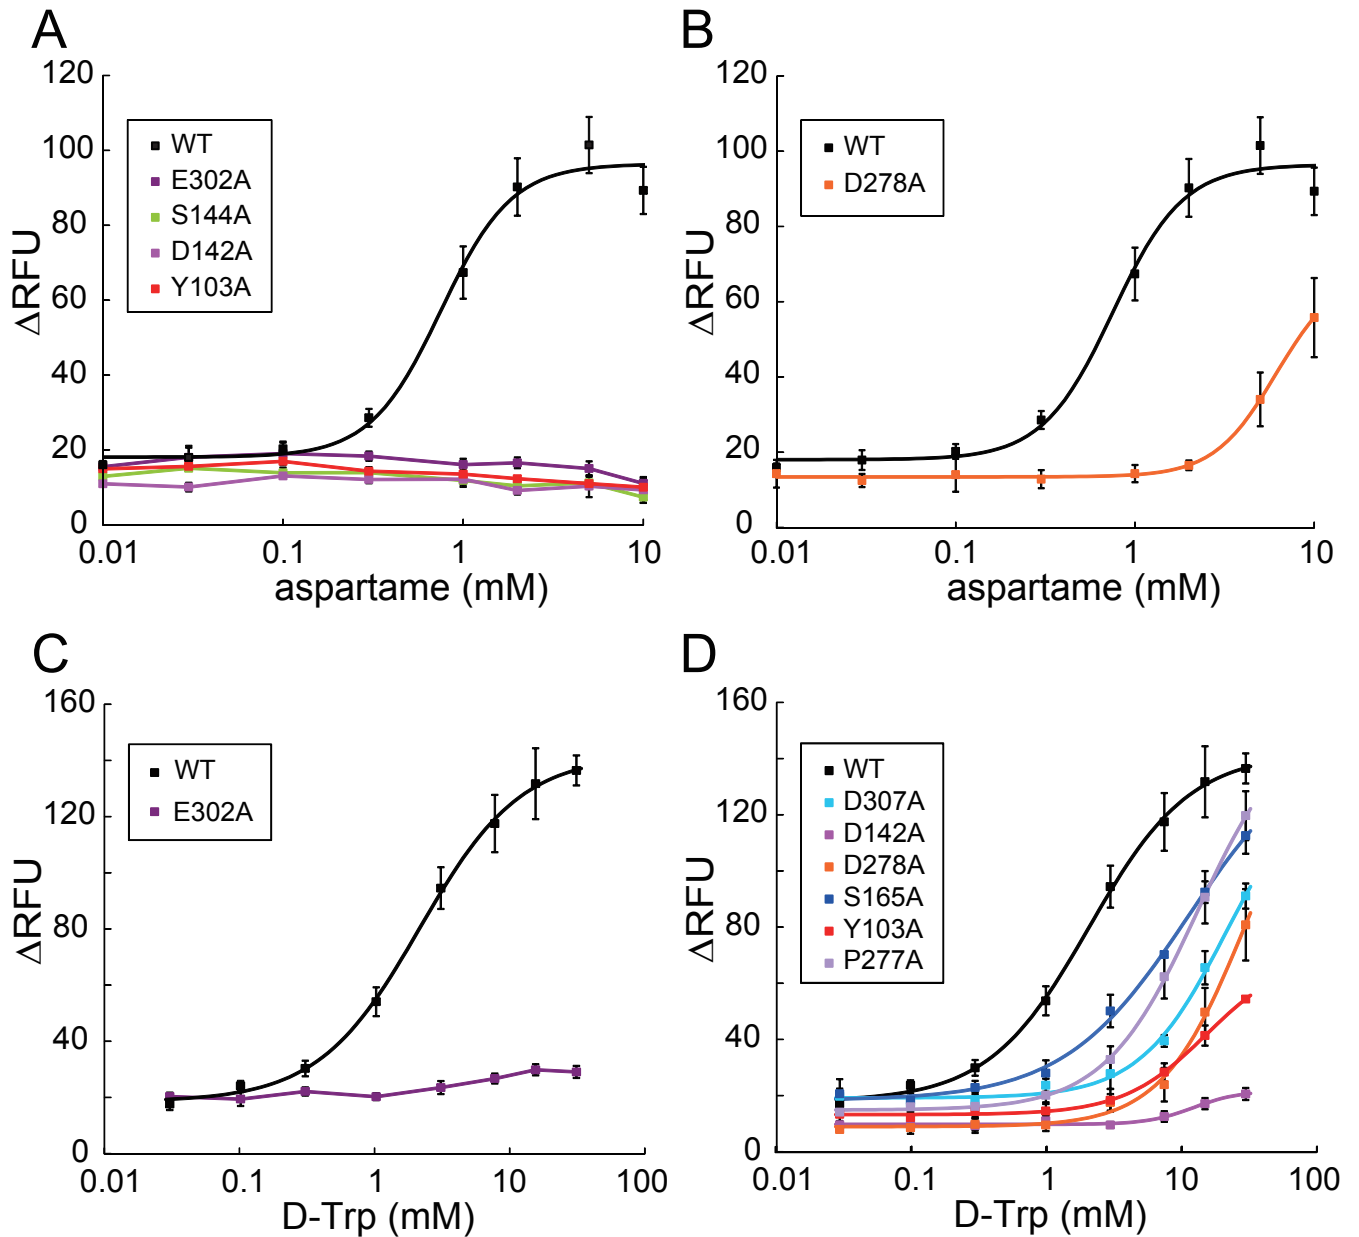 A
120
100
80
60
40
20
0
ΔRFU
WT
E302A
S144A
D142A
Y103A
0.01 0.1 1 10
aspartame (mM)
B
120
100
80
60
40
20
0
ΔRFU
WT
D278A
0.01 0.1 1 10
aspartame (mM)
C
160
120
80
40
0
ΔRFU
WT
E302A
0.01 0.1 1 10 100
D-Trp (mM)
D
160
120
80
40
0
ΔRFU
WT
D307A
D142A
D278A
S165A
Y103A
P277A
0.01 0.1 1 10 100
D-Trp (mM)